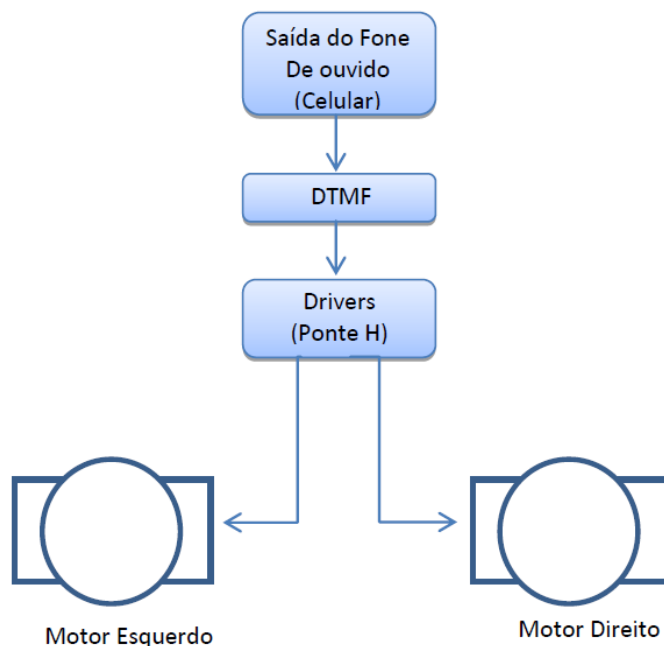 Saída do Fone
De ouvido
(Celular)
DTMF
Drivers
(Ponte H)
Motor Esquerdo
Motor Direito